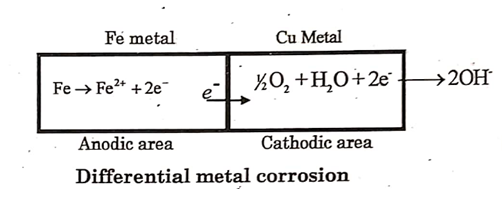 Fe metal Cu Metal
Fe → Fe²⁺ + 2e⁻ e⁻ ½O₂ + H₂O + 2e⁻ → 2OH⁻
Anodic area Cathodic area
Differential metal corrosion